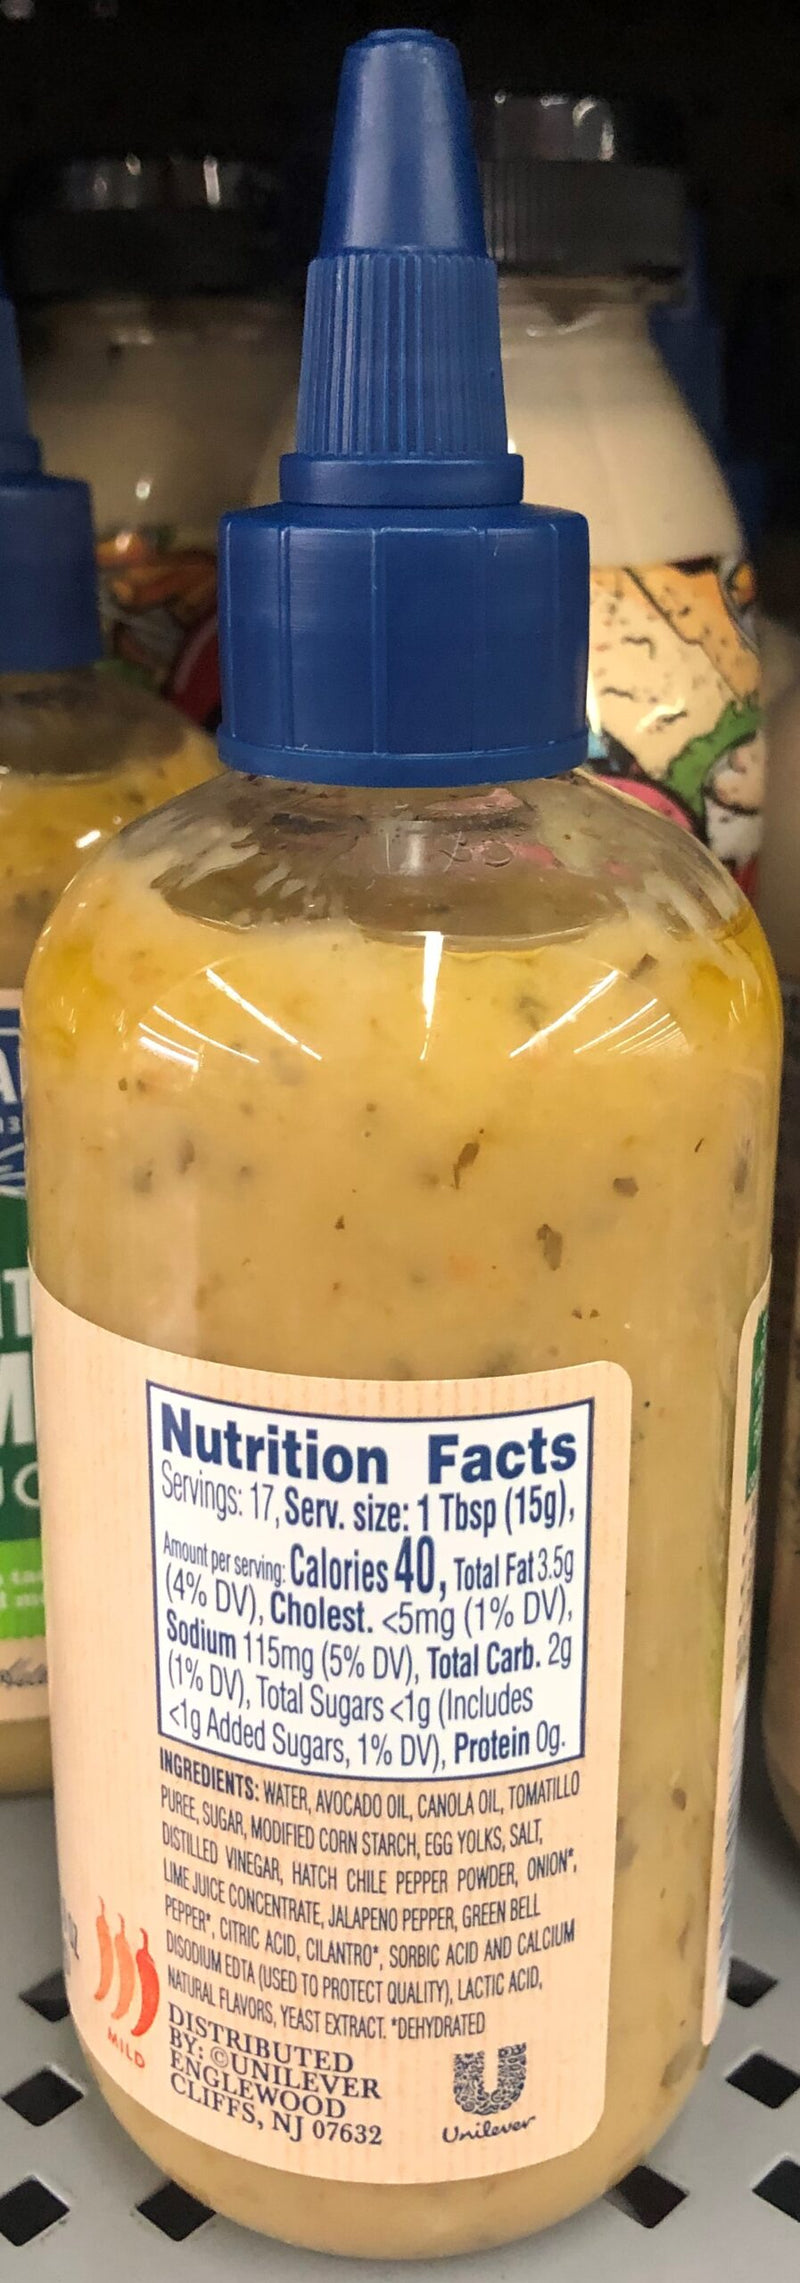 Nutrition Facts
Servings: 17, Serv. size: 1 Tbsp (15g),
Amount per serving: Calories 40, Total Fat 3.5g
(4% DV), Cholest. <5mg (1% DV),
Sodium 115mg (5% DV), Total Carb. 2g
(1% DV), Total Sugars <1g (Includes
<1g Added Sugars, 1% DV), Protein 0g.
INGREDIENTS: WATER, AVOCADO OIL, CANOLA OIL, TOMATILLO
PUREE, SUGAR, MODIFIED CORN STARCH, EGG YOLKS, SALT,
DISTILLED VINEGAR, HATCH CHILE PEPPER POWDER, ONION*,
LIME JUICE CONCENTRATE, JALAPENO PEPPER, GREEN BELL
PEPPER*, CITRIC ACID, CILANTRO*, SORBIC ACID AND CALCIUM
DISODIUM EDTA (USED TO PROTECT QUALITY), LACTIC ACID,
NATURAL FLAVORS, YEAST EXTRACT. *DEHYDRATED
MILD
DISTRIBUTED
BY: ©UNILEVER
ENGLEWOOD
CLIFFS, NJ 07632
Unilever